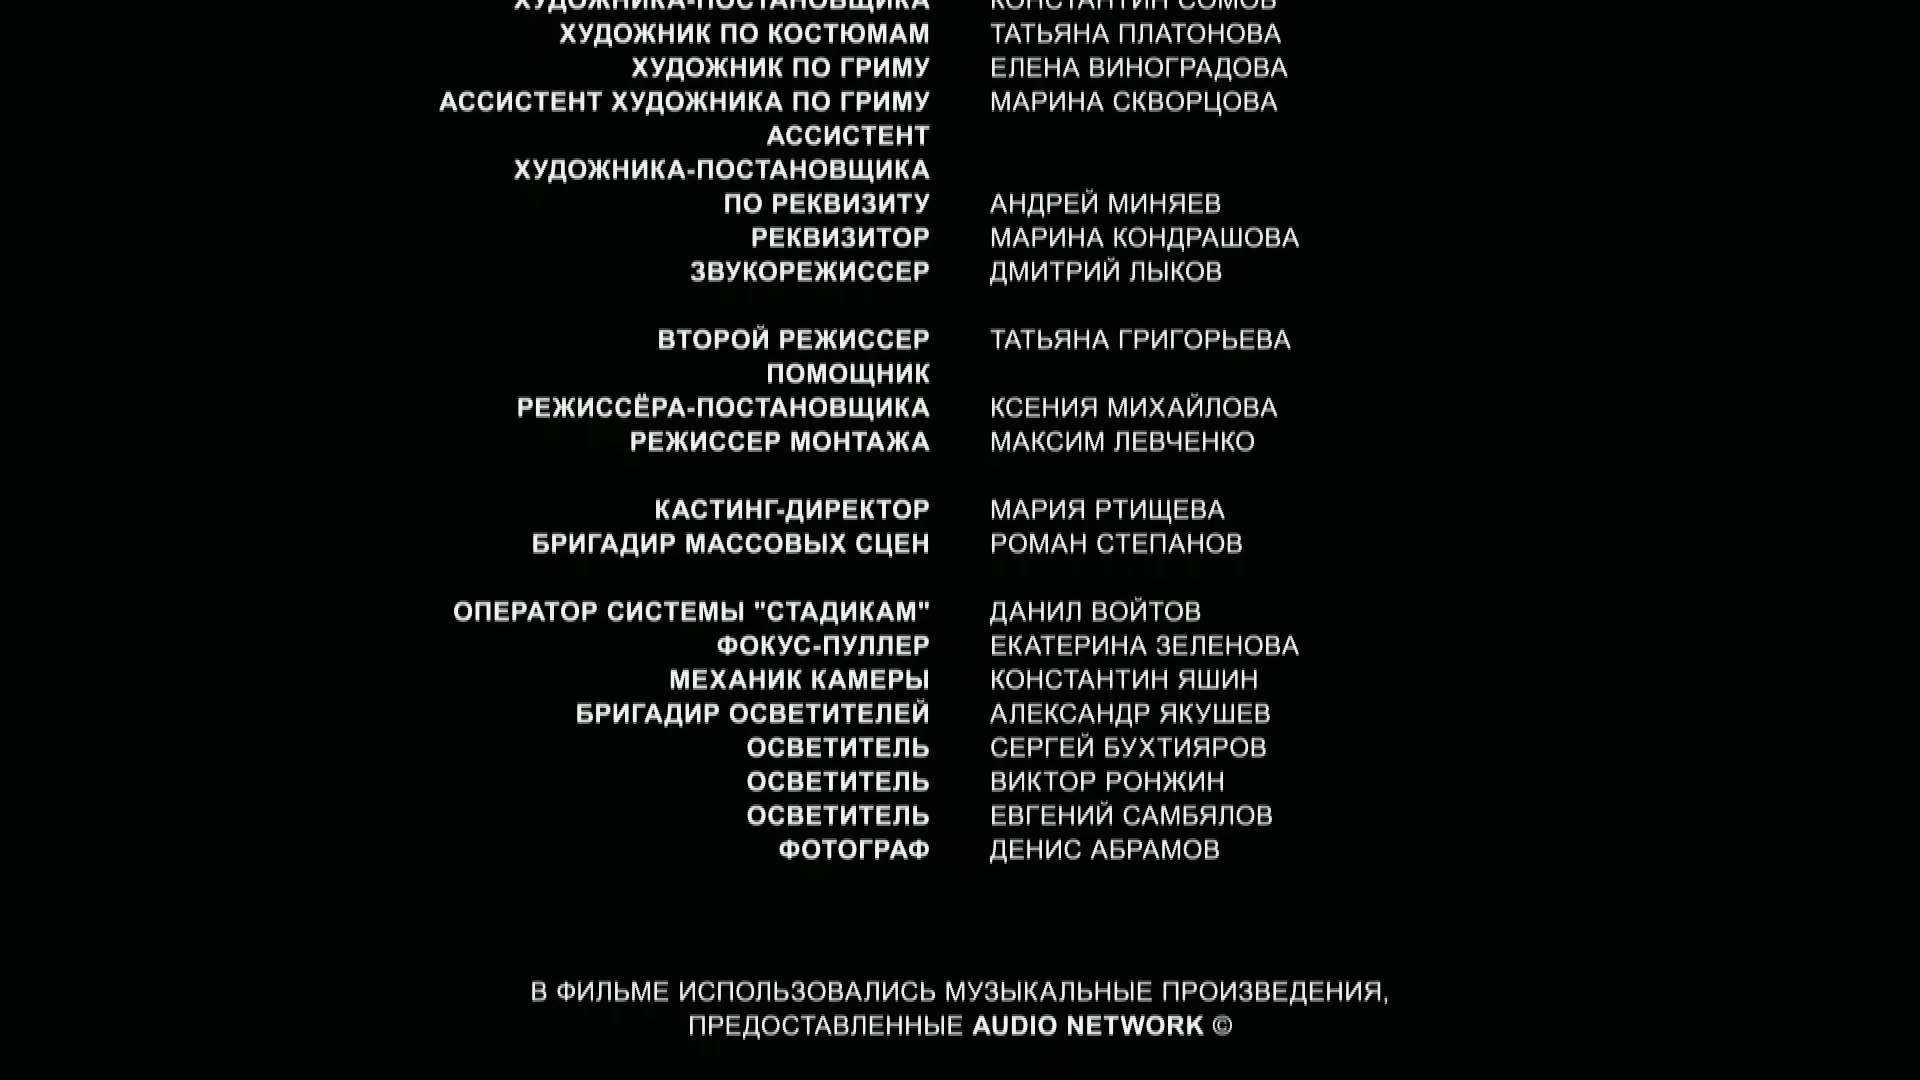 ХУДОЖНИКА-ПОСТАНОВЩИКА КОНСТАНТИН СОМОВ
ХУДОЖНИК ПО КОСТЮМАМ ТАТЬЯНА ПЛАТОНОВА
ХУДОЖНИК ПО ГРИМУ ЕЛЕНА ВИНОГРАДОВА
АССИСТЕНТ ХУДОЖНИКА ПО ГРИМУ МАРИНА СКВОРЦОВА
АССИСТЕНТ
ХУДОЖНИКА-ПОСТАНОВЩИКА
ПО РЕКВИЗИТУ АНДРЕЙ МИНЯЕВ
РЕКВИЗИТОР МАРИНА КОНДРАШОВА
ЗВУКОРЕЖИССЕР ДМИТРИЙ ЛЫКОВ
ВТОРОЙ РЕЖИССЕР ТАТЬЯНА ГРИГОРЬЕВА
ПОМОЩНИК
РЕЖИССЁРА-ПОСТАНОВЩИКА КСЕНИЯ МИХАЙЛОВА
РЕЖИССЕР МОНТАЖА МАКСИМ ЛЕВЧЕНКО
КАСТИНГ-ДИРЕКТОР МАРИЯ РТИЩЕВА
БРИГАДИР МАССОВЫХ СЦЕН РОМАН СТЕПАНОВ
ОПЕРАТОР СИСТЕМЫ "СТАДИКАМ" ДАНИЛ ВОЙТОВ
ФОКУС-ПУЛЛЕР ЕКАТЕРИНА ЗЕЛЕНОВА
МЕХАНИК КАМЕРЫ КОНСТАНТИН ЯШИН
БРИГАДИР ОСВЕТИТЕЛЕЙ АЛЕКСАНДР ЯКУШЕВ
ОСВЕТИТЕЛЬ СЕРГЕЙ БУХТИЯРОВ
ОСВЕТИТЕЛЬ ВИКТОР РОНЖИН
ОСВЕТИТЕЛЬ ЕВГЕНИЙ САМБЯЛОВ
ФОТОГРАФ ДЕНИС АБРАМОВ
В ФИЛЬМЕ ИСПОЛЬЗОВАЛИСЬ МУЗЫКАЛЬНЫЕ ПРОИЗВЕДЕНИЯ,
ПРЕДОСТАВЛЕННЫЕ AUDIO NETWORK ©